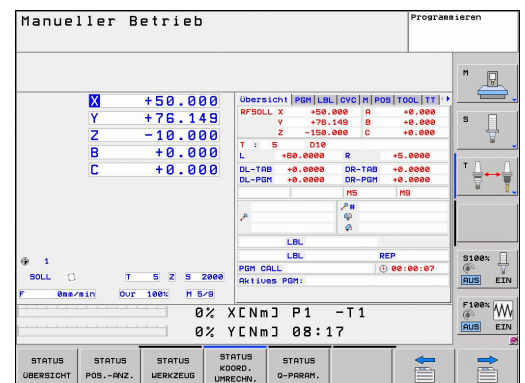 Manueller Betrieb
Programmieren
X +50.000
Y +76.149
Z -10.000
B +0.000
C +0.000
Übersicht PGM LBL CYC M POS TOOL TT
RFSOLL X +50.000 A +0.000
Y +76.149 B +0.000
Z -150.000 C +0.000
T : 5 D10
L +60.0000 R +5.0000
DL-TAB +0.0000 DR-TAB +0.0000
DL-PGM +0.0000 DR-PGM +0.0000
M5 M9
P #
P
LBL
LBL REP
PGM CALL 00:00:07
Aktives PGM:
1
SOLL T 5 Z S 2000
F 0mm/min Ovr 100% M 5/9
0% X[Nm] P1 -T1
0% Y[Nm] 08:17
M
S
T
S100%
AUS EIN
F100%
AUS EIN
STATUS ÜBERSICHT
STATUS POS.-ANZ.
STATUS WERKZEUG
STATUS KOORD. UMRECHN.
STATUS Q-PARAM.